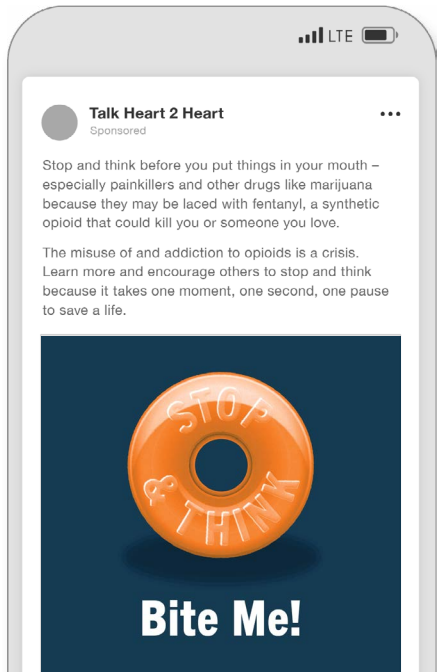 LTE
Talk Heart 2 Heart
Sponsored
Stop and think before you put things in your mouth –
especially painkillers and other drugs like marijuana
because they may be laced with fentanyl, a synthetic
opioid that could kill you or someone you love.
The misuse of and addiction to opioids is a crisis.
Learn more and encourage others to stop and think
because it takes one moment, one second, one pause
to save a life.
STOP
& THINK
Bite Me!